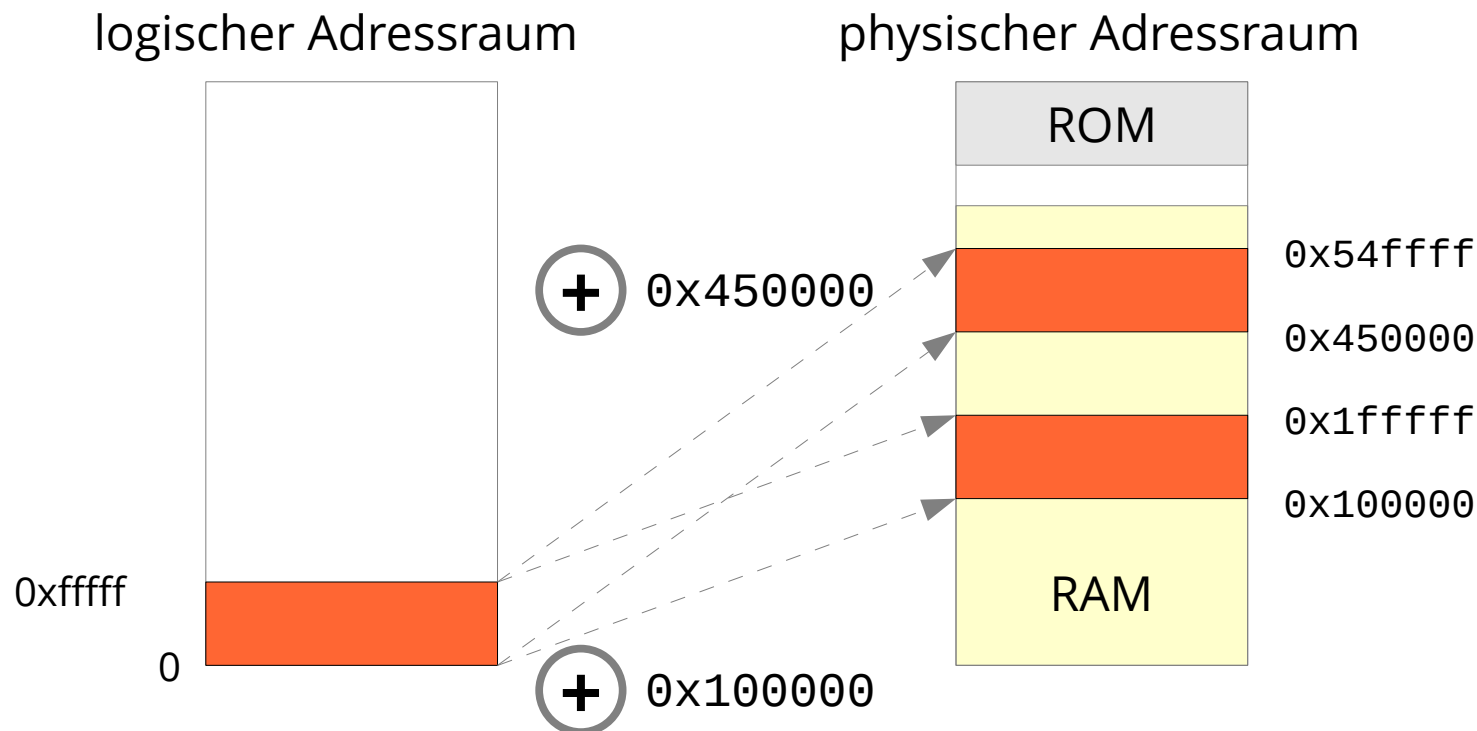 logischer Adressraum
physischer Adressraum
ROM
0x54ffff
+ 0x450000
0x450000
0x1fffff
0x100000
0xfffff
RAM
0
+ 0x100000